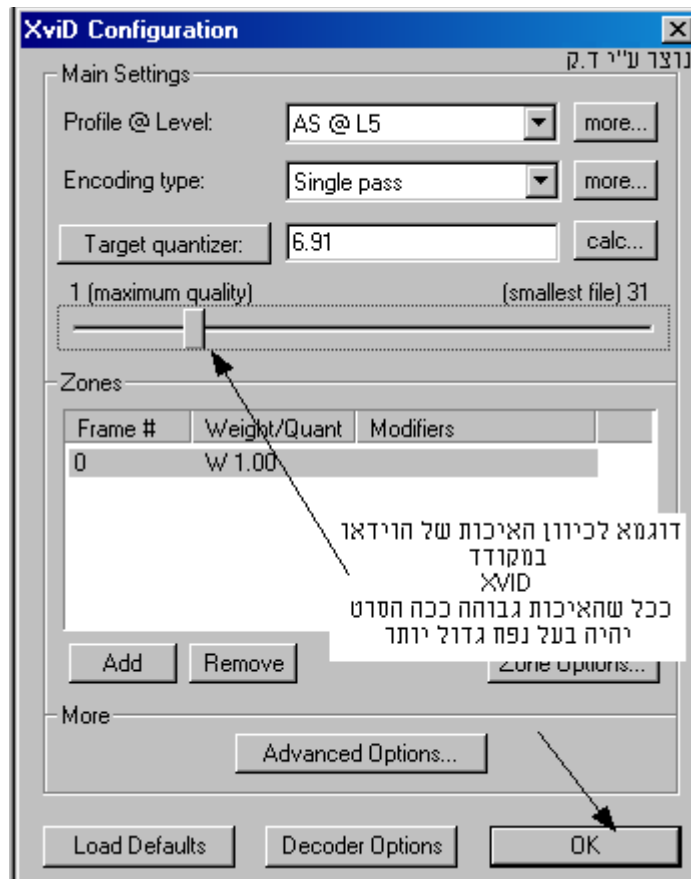 XviD Configuration
נוצר ע"י ד.ק
Main Settings
Profile @ Level: AS @ L5 more...
Encoding type: Single pass more...
Target quantizer: 6.91 calc...
1 (maximum quality) (smallest file) 31
Zones
Frame # Weight/Quant Modifiers
0 W 1.00
דוגמא לכיוון האיכות של הוידאו
במקודד
XVID
ככל שהאיכות גבוהה ככה הסרט
יהיה בעל נפח גדול יותר
Add Remove Zone Options...
More
Advanced Options...
Load Defaults Decoder Options OK